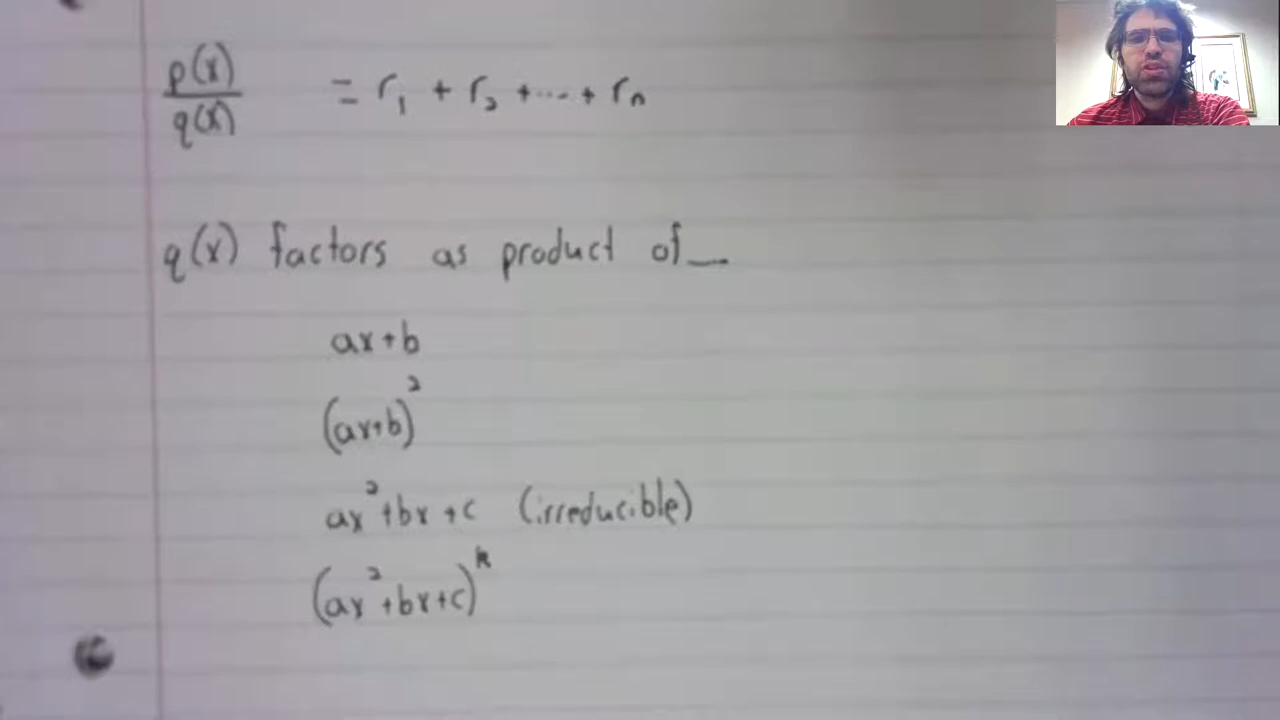 p(x)/q(x) = r₁ + r₂ + ... + rₙ
q(x) factors as product of __
ax+b
(ax+b)²
ax²+bx+c (irreducible)
(ax²+bx+c)ᵏ